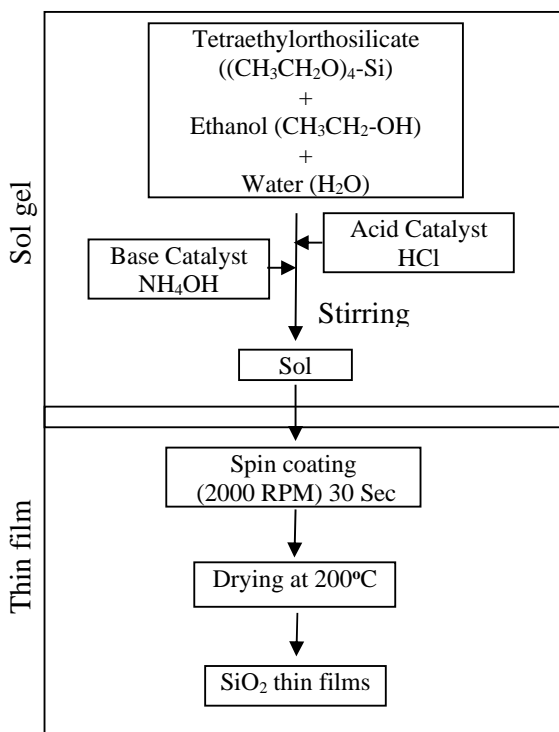 Sol gel
Tetraethylorthosilicate
((CH₃CH₂O)₄-Si)
+
Ethanol (CH₃CH₂-OH)
+
Water (H₂O)
Acid Catalyst
HCl
Base Catalyst
NH₄OH
Stirring
Sol
Thin film
Spin coating
(2000 RPM) 30 Sec
Drying at 200°C
SiO₂ thin films